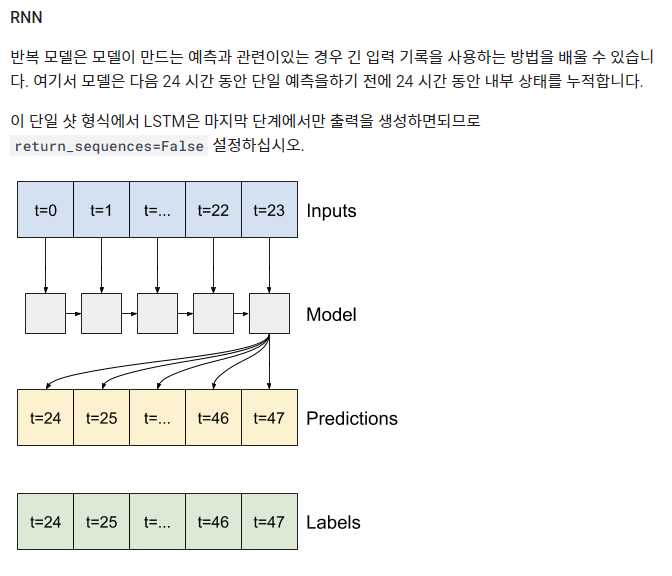 RNN
반복 모델은 모델이 만드는 예측과 관련이있는 경우 긴 입력 기록을 사용하는 방법을 배울 수 있습니
다. 여기서 모델은 다음 24 시간 동안 단일 예측을하기 전에 24 시간 동안 내부 상태를 누적합니다.
이 단일 샷 형식에서 LSTM은 마지막 단계에서만 출력을 생성하면되므로
return_sequences=False 설정하십시오.
t=0 t=1 t=... t=22 t=23 Inputs
Model
t=24 t=25 t=... t=46 t=47 Predictions
t=24 t=25 t=... t=46 t=47 Labels